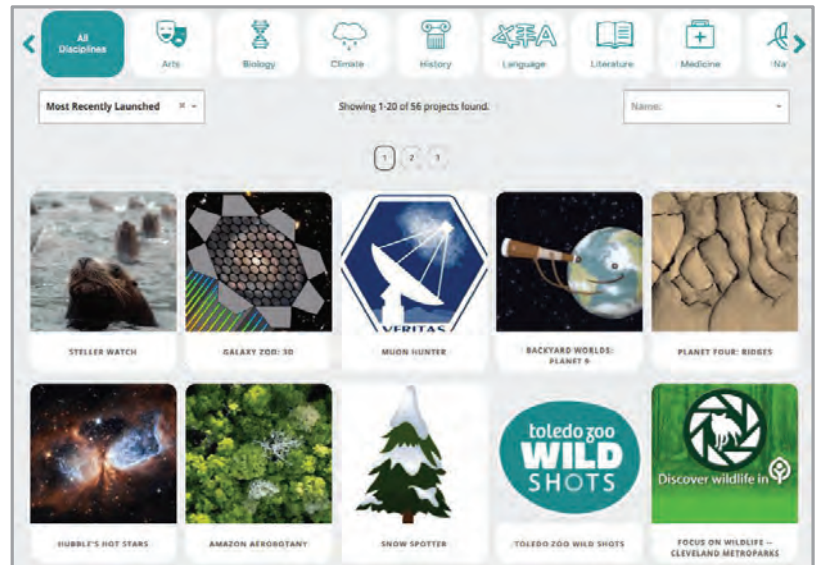 All
Disciplines
Arts
Biology
Climate
History
Language
Literature
Medicine
Na
Most Recently Launched × 
Showing 1-20 of 56 projects found.
Name:
1 2 3
VERITAS
STELLER WATCH
GALAXY ZOO: 3D
MUON HUNTER
BACKYARD WORLDS:
PLANET 9
PLANET FOUR: RIDGES
toledo zoo
WILD
SHOTS
Discover wildlife in
HUBBLE'S HOT STARS
AMAZON AEROBOTANY
SNOW SPOTTER
TOLEDO ZOO WILD SHOTS
FOCUS ON WILDLIFE --
CLEVELAND METROPARKS